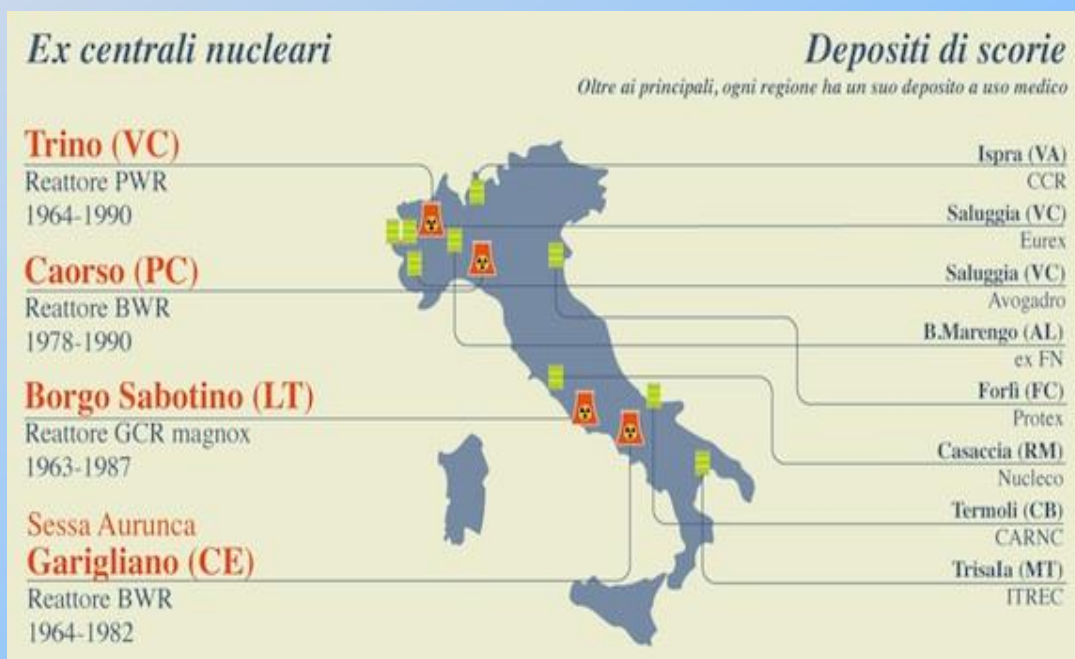 Ex centrali nucleari
Trino (VC)
Reattore PWR
1964-1990
Caorso (PC)
Reattore BWR
1978-1990
Borgo Sabotino (LT)
Reattore GCR magnox
1963-1987
Sessa Aurunca
Garigliano (CE)
Reattore BWR
1964-1982
Depositi di scorie
Oltre ai principali, ogni regione ha un suo deposito a uso medico
Ispra (VA)
CCR
Saluggia (VC)
Eurex
Saluggia (VC)
Avogadro
B.Marengo (AL)
ex FN
Forlì (FC)
Protex
Casaccia (RM)
Nucleco
Termoli (CB)
CARNC
Trisala (MT)
ITREC